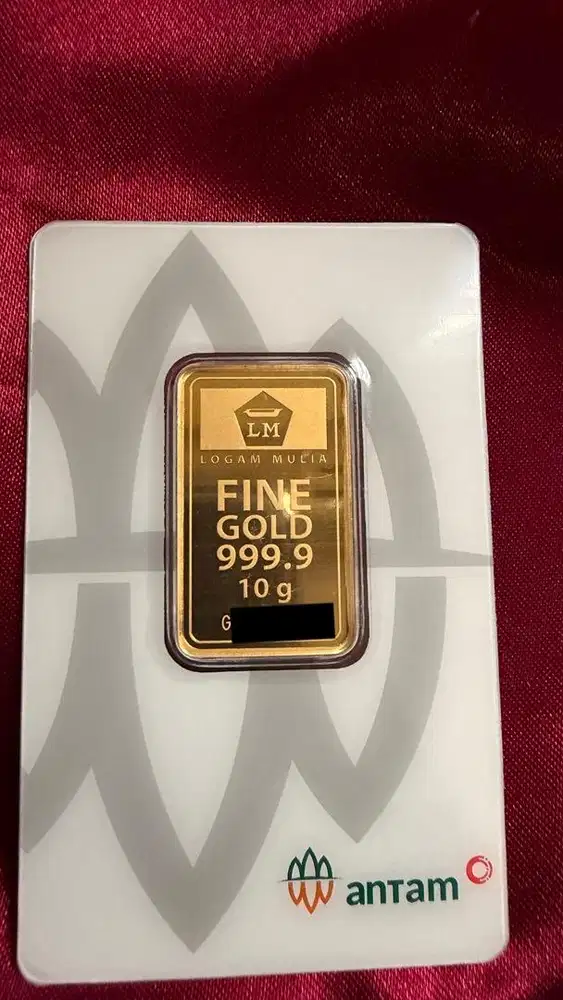 LM
LOGAM MULIA
FINE
GOLD
999.9
10 g
G
antam